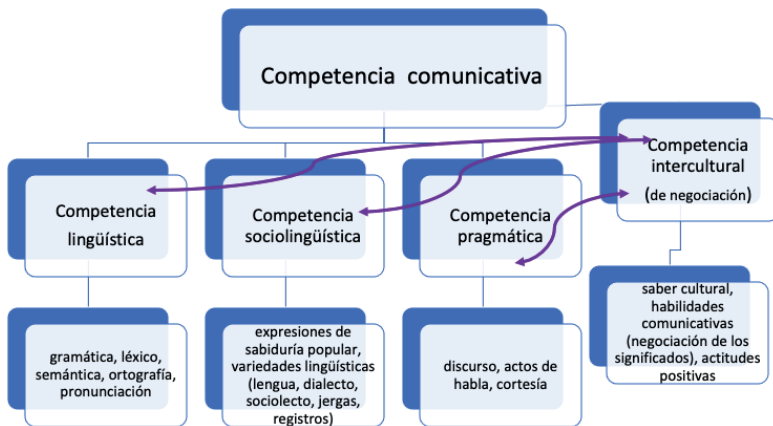 Competencia comunicativa
Competencia
intercultural
(de negociación)
Competencia
lingüística
Competencia
sociolingüística
Competencia
pragmática
gramática, léxico,
semántica, ortografía,
pronunciación
expresiones de
sabiduría popular,
variedades lingüísticas
(lengua, dialecto,
sociolecto, jergas,
registros)
discurso, actos de
habla, cortesía
saber cultural,
habilidades
comunicativas
(negociación de los
significados), actitudes
positivas